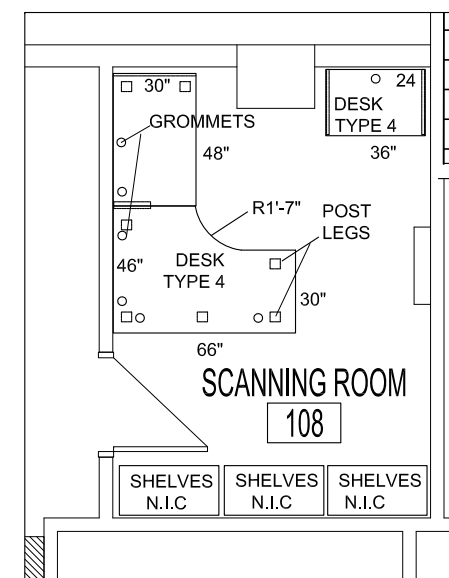 30"
24
DESK
TYPE 4
GROMMETS
48"
36"
R1'-7"
POST
LEGS
46"
DESK
TYPE 4
30"
66"
SCANNING ROOM
108
SHELVES
N.I.C
SHELVES
N.I.C
SHELVES
N.I.C